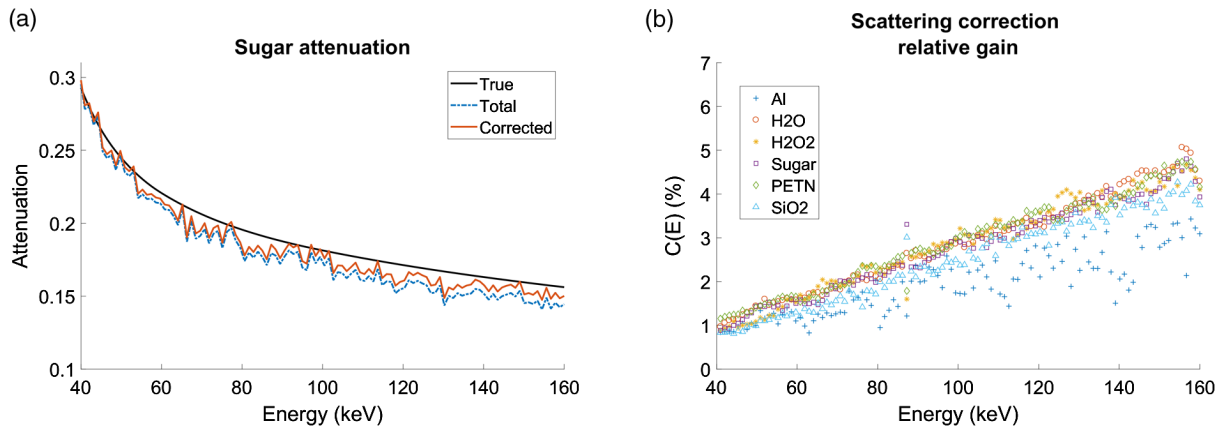 (a)
Sugar attenuation
0.3
0.25
0.2
0.15
0.1
Attenuation
40 60 80 100 120 140 160
Energy (keV)
True
Total
Corrected
(b)
Scattering correction
relative gain
7
6
5
4
3
2
1
0
C(E) (%)
40 60 80 100 120 140 160
Energy (keV)
Al
H2O
H2O2
Sugar
PETN
SiO2